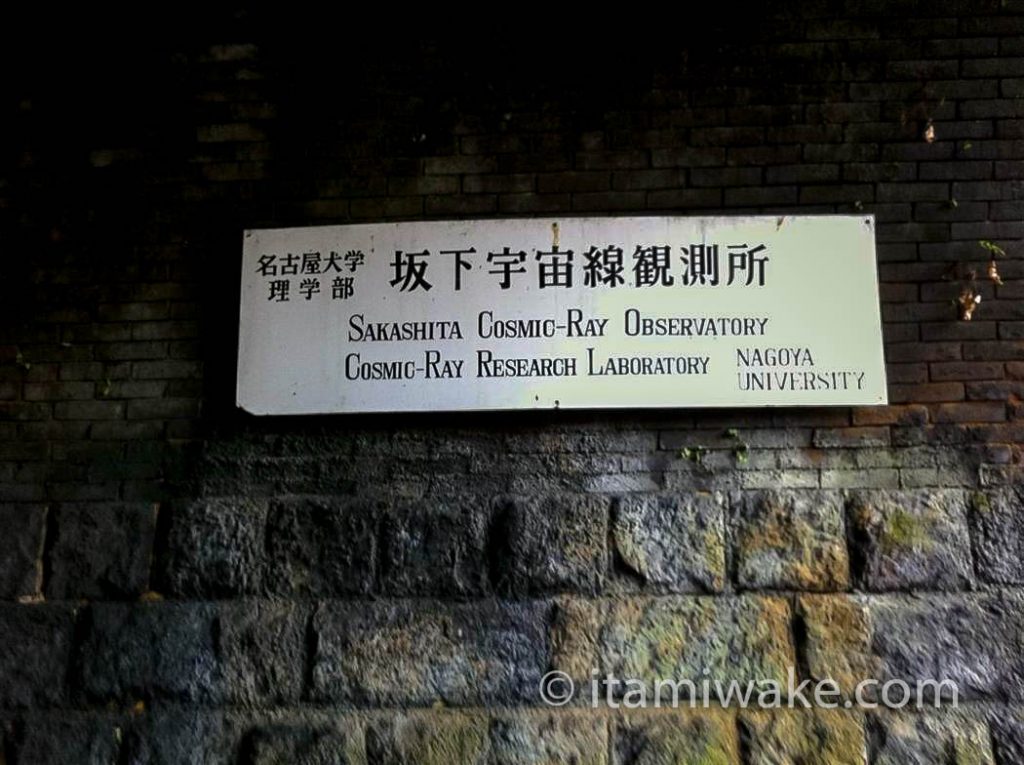 名古屋大学
理学部
坂下宇宙線観測所
SAKASHITA COSMIC-RAY OBSERVATORY
COSMIC-RAY RESEARCH LABORATORY
NAGOYA
UNIVERSITY
© itamiwake.com